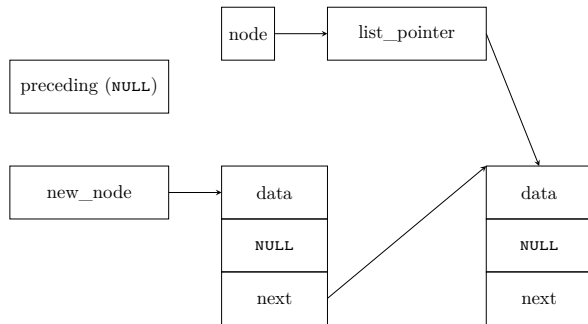 node
list_pointer
preceding (NULL)
new_node
data
data
NULL
NULL
next
next